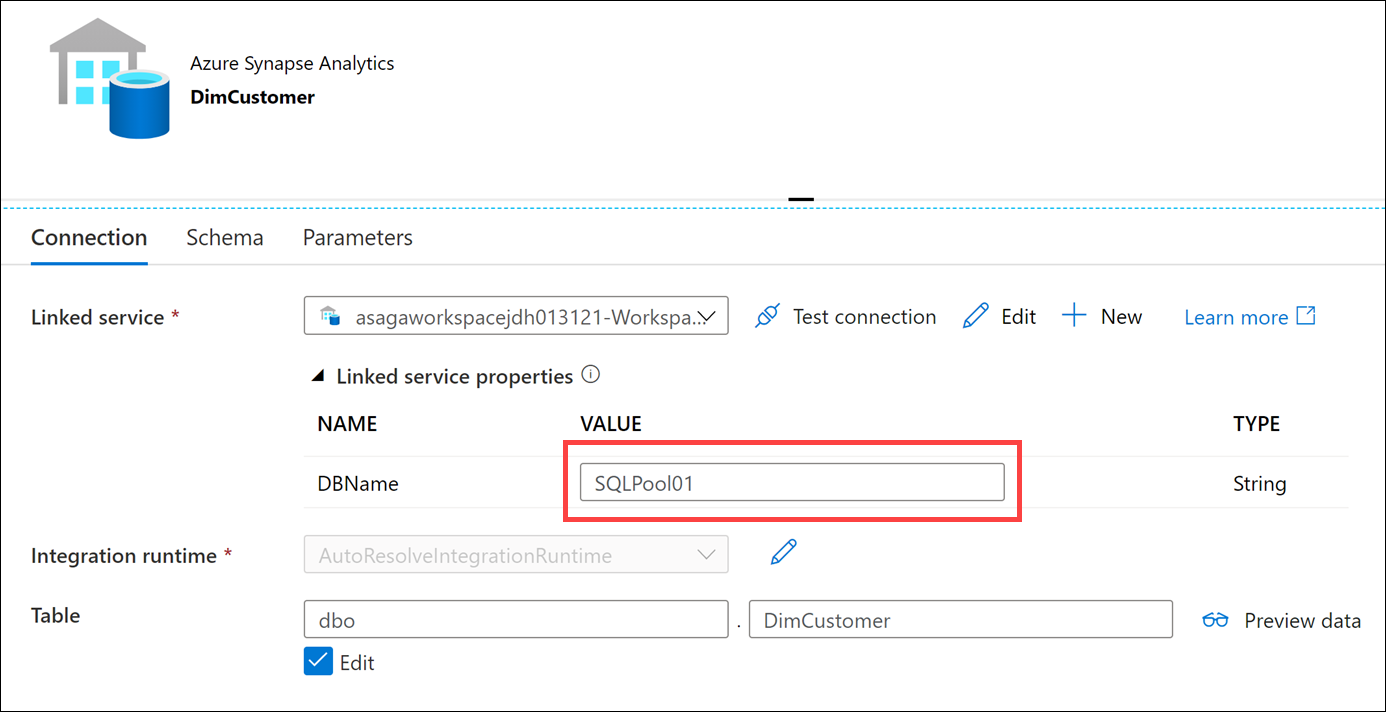 Azure Synapse Analytics
DimCustomer
Connection Schema Parameters
Linked service * asagaworkspacejdh013121-Workspa... Test connection Edit New Learn more
Linked service properties
NAME VALUE TYPE
DBName SQLPool01 String
Integration runtime * AutoResolveIntegrationRuntime
Table dbo . DimCustomer Preview data
Edit